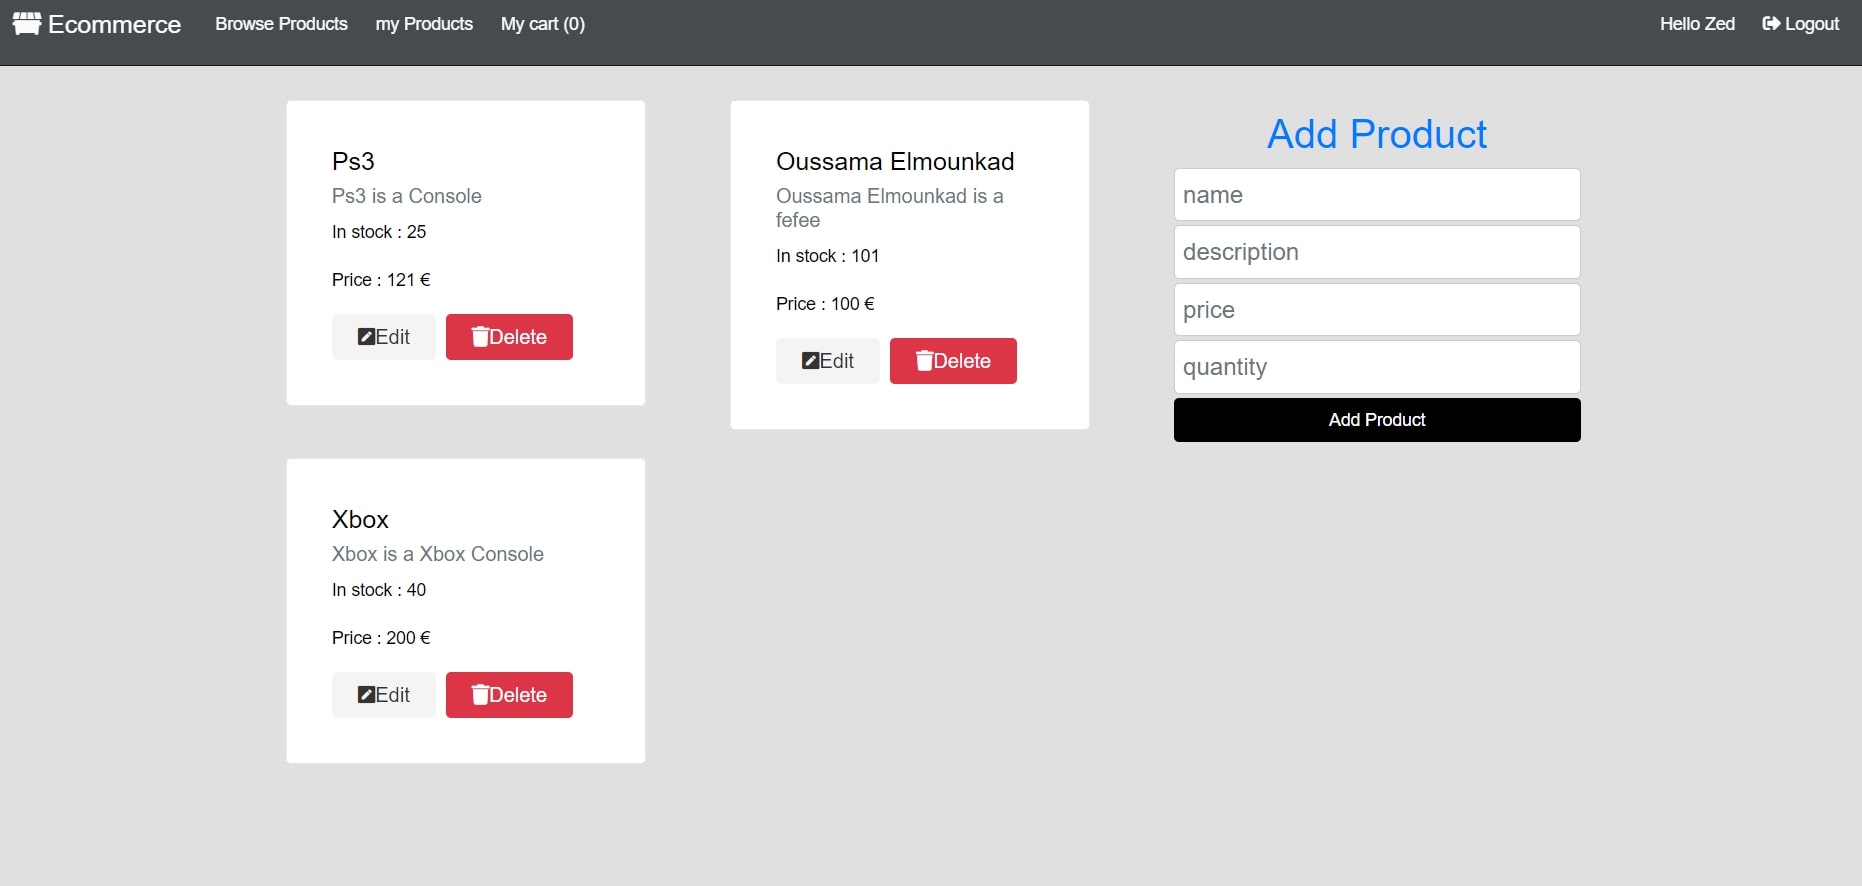 Ecommerce Browse Products my Products My cart (0) Hello Zed Logout
Ps3
Ps3 is a Console
In stock : 25
Price : 121 €
Edit Delete
Oussama Elmounkad
Oussama Elmounkad is a
fefee
In stock : 101
Price : 100 €
Edit Delete
Xbox
Xbox is a Xbox Console
In stock : 40
Price : 200 €
Edit Delete
Add Product
name
description
price
quantity
Add Product